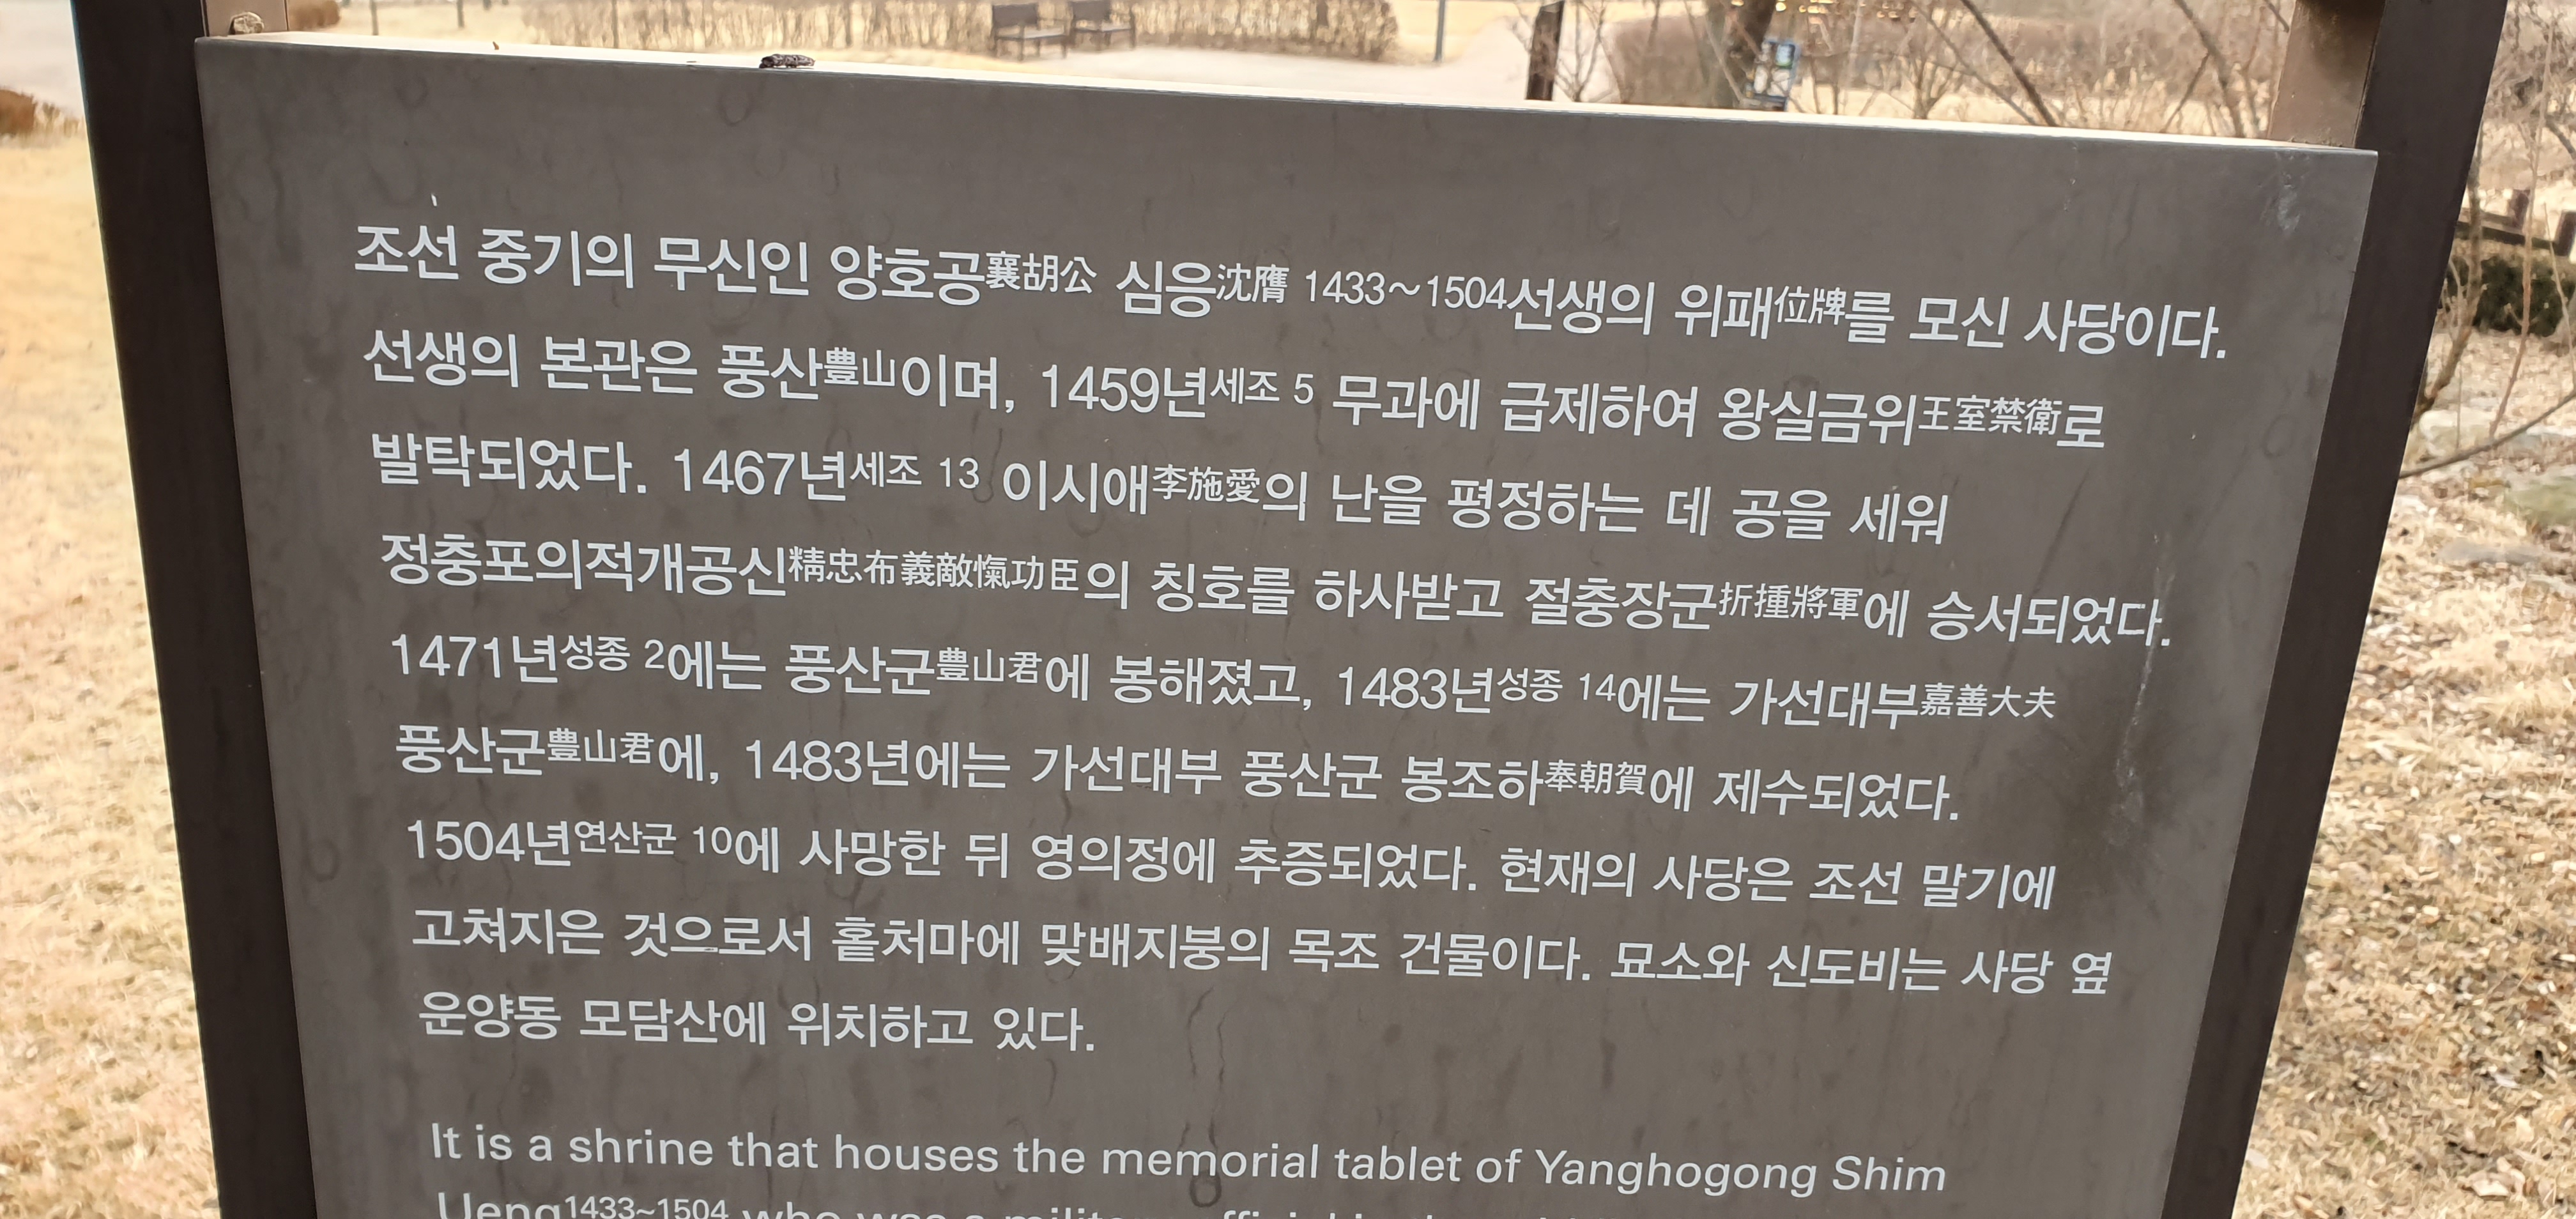 조선 중기의 무신인 양호공襄胡公 심응沈膺 1433~1504선생의 위패位牌를 모신 사당이다.
선생의 본관은 풍산豊山이며, 1459년세조 5 무과에 급제하여 왕실금위王室禁衛로
발탁되었다. 1467년세조 13 이시애李施愛의 난을 평정하는 데 공을 세워
정충포의적개공신精忠布義敵愾功臣의 칭호를 하사받고 절충장군折揰將軍에 승서되었다.
1471년성종 2에는 풍산군豊山君에 봉해졌고, 1483년성종 14에는 가선대부嘉善大夫
풍산군豊山君에, 1483년에는 가선대부 풍산군 봉조하奉朝賀에 제수되었다.
1504년연산군 10에 사망한 뒤 영의정에 추증되었다. 현재의 사당은 조선 말기에
고쳐지은 것으로서 홑처마에 맞배지붕의 목조 건물이다. 묘소와 신도비는 사당 옆
운양동 모담산에 위치하고 있다.
It is a shrine that houses the memorial tablet of Yanghogong Shim
Ueng1433~1504 who was a military official